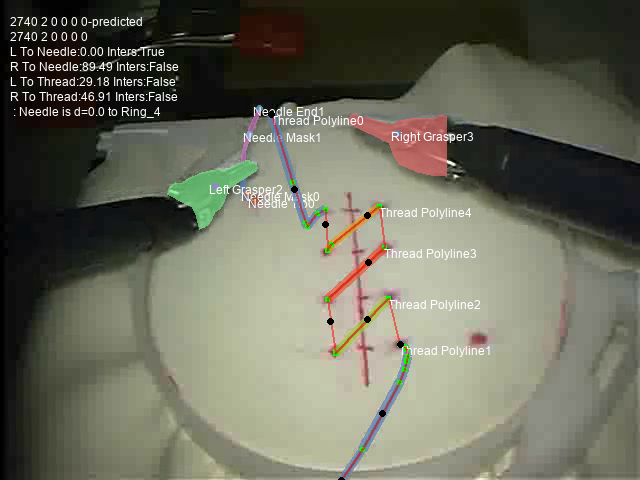 2740 2 0 0 0 0-predicted
2740 2 0 0 0 0
L To Needle:0.00 Inters:True
R To Needle:89.49 Inters:False
L To Thread:29.18 Inters:False
R To Thread:46.91 Inters:False
: Needle is d=0.0 to Ring_4
Needle End1
Thread Polyline0
Needle Mask1
Right Grasper3
Left Grasper2
Needle Mask0
Thread Polyline4
Thread Polyline3
Thread Polyline2
Thread Polyline1